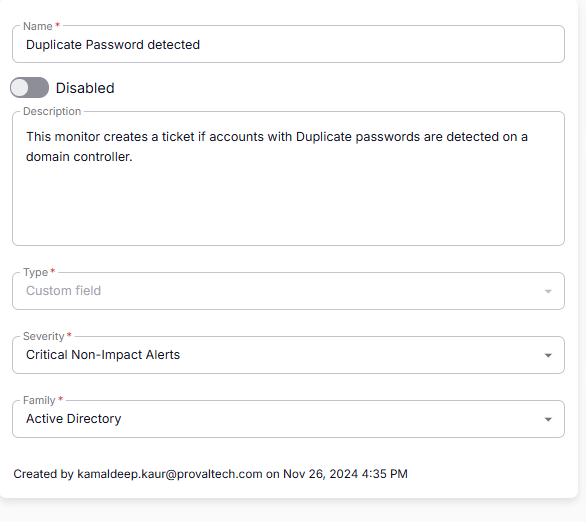 Name *
Duplicate Password detected
Disabled
Description
This monitor creates a ticket if accounts with Duplicate passwords are detected on a
domain controller.
Type *
Custom field
Severity *
Critical Non-Impact Alerts
Family *
Active Directory
Created by kamaldeep.kaur@provaltech.com on Nov 26, 2024 4:35 PM